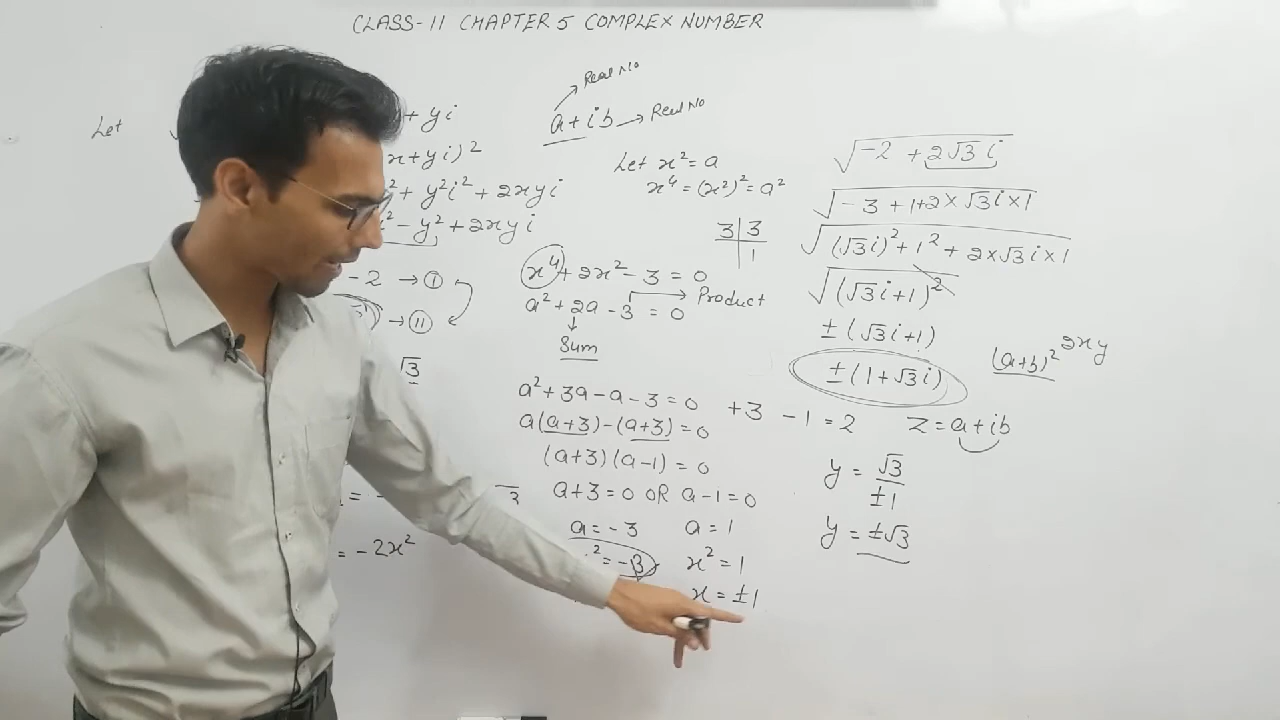 CLASS-11 CHAPTER 5 COMPLEX NUMBER
Let
+ yi
x+yi)²
² + y²i² + 2xyi
² - y² + 2xyi
-2 → I
→ II
√3
= -2x²
Real No
a+ib → Real No
Let x² = a
x⁴ = (x²)² = a²
3 | 3
1
x⁴ + 2x² - 3 = 0
a² + 2a - 3 = 0
Product
Sum
a² + 3a - a - 3 = 0
+3 - 1 = 2
a(a+3) - (a+3) = 0
(a+3)(a-1) = 0
a+3 = 0 OR a-1 = 0
a = -3
a = 1
² = -3
x² = 1
x = ±1
√-2 + 2√3 i
√-3 + 1 + 2×√3i×1
√(√3i)² + 1² + 2×√3i×1
√(√3i+1)²
±(√3i+1)
±(1+√3i)
(a+b)² 2xy
z = a+ib
y = √3/±1
y = ±√3